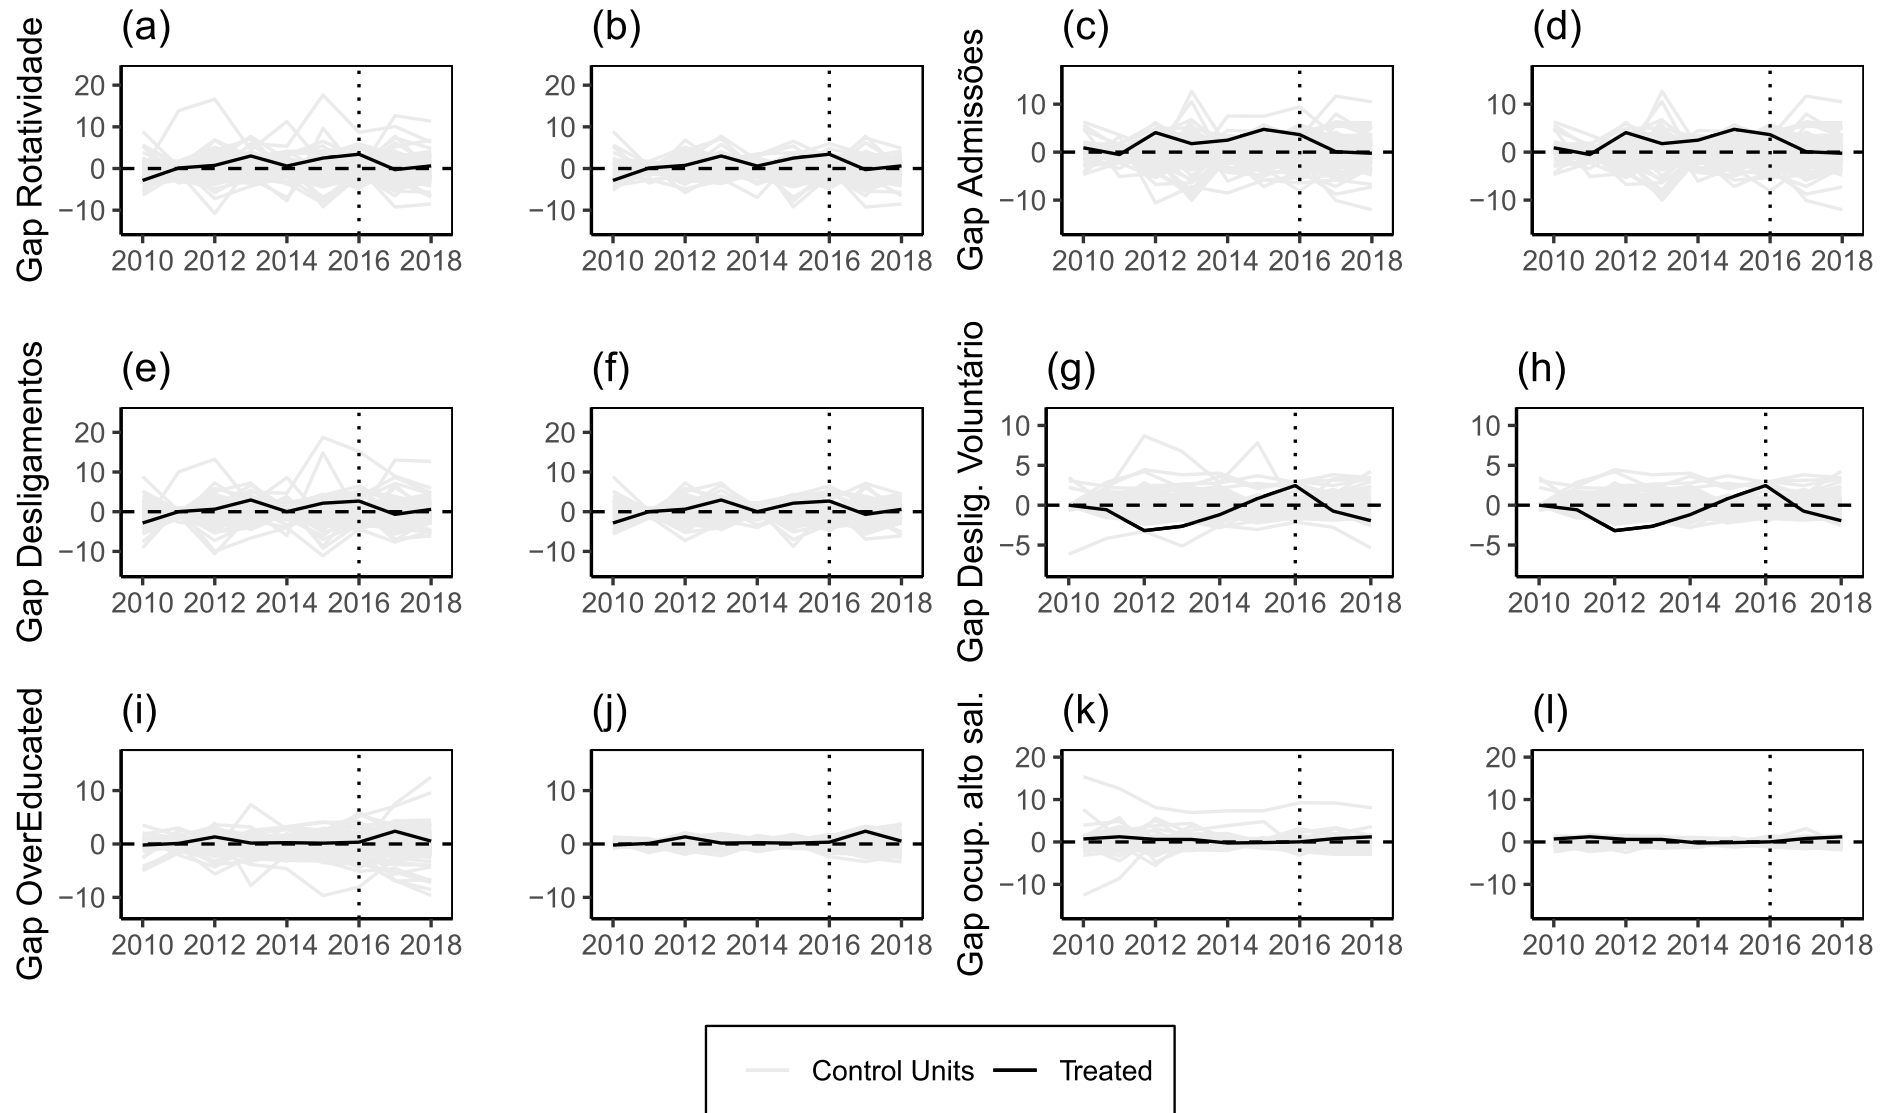 (a) (b) (c) (d)
Gap Rotatividade
20
10
0
−10
2010 2012 2014 2016 2018
20
10
0
−10
2010 2012 2014 2016 2018
Gap Admissões
10
0
−10
2010 2012 2014 2016 2018
10
0
−10
2010 2012 2014 2016 2018
(e) (f) (g) (h)
Gap Desligamentos
20
10
0
−10
2010 2012 2014 2016 2018
20
10
0
−10
2010 2012 2014 2016 2018
Gap Deslig. Voluntário
10
5
0
−5
2010 2012 2014 2016 2018
10
5
0
−5
2010 2012 2014 2016 2018
(i) (j) (k) (l)
Gap OverEducated
10
0
−10
2010 2012 2014 2016 2018
10
0
−10
2010 2012 2014 2016 2018
Gap ocup. alto sal.
20
10
0
−10
2010 2012 2014 2016 2018
20
10
0
−10
2010 2012 2014 2016 2018
Control Units Treated